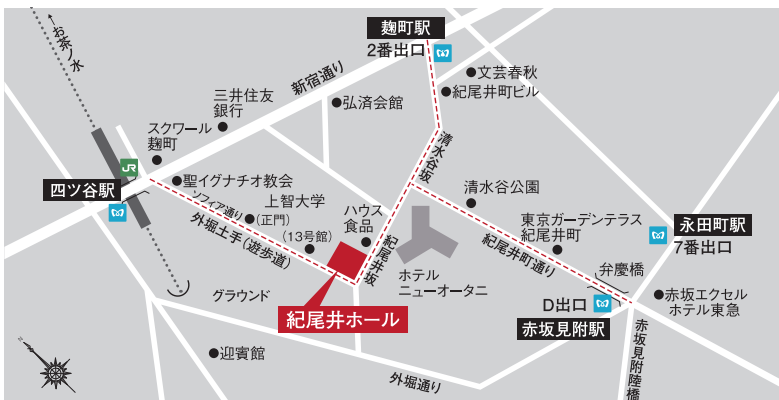 ←お茶ノ水
麹町駅
2番出口
新宿通り
文芸春秋
紀尾井町ビル
三井住友
銀行
弘済会館
スクワール
麹町
JR
清水谷坂
四ツ谷駅
聖イグナチオ教会
ソフィア通り
上智大学
(正門)
(13号館)
外堀土手(遊歩道)
ハウス
食品
紀尾井坂
清水谷公園
東京ガーデンテラス
紀尾井町
永田町駅
7番出口
紀尾井町通り
弁慶橋
ホテル
ニューオータニ
グラウンド
紀尾井ホール
D出口
赤坂見附駅
赤坂エクセル
ホテル東急
迎賓館
外堀通り
赤坂見附陸橋
N